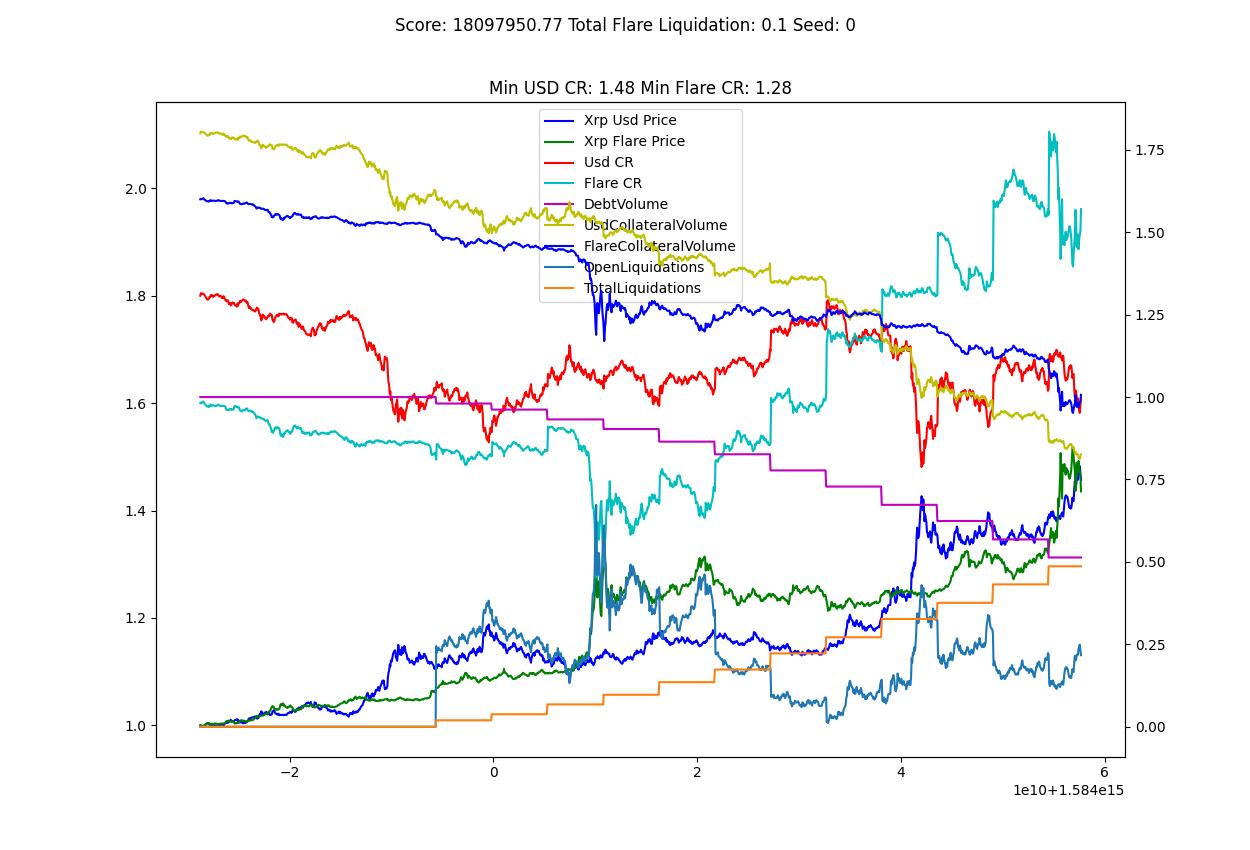 Score: 18097950.77 Total Flare Liquidation: 0.1 Seed: 0
Min USD CR: 1.48 Min Flare CR: 1.28
Xrp Usd Price
Xrp Flare Price
Usd CR
Flare CR
DebtVolume
UsdCollateralVolume
FlareCollateralVolume
OpenLiquidations
TotalLiquidations
2.0
1.8
1.6
1.4
1.2
1.0
1.75
1.50
1.25
1.00
0.75
0.50
0.25
0.00
−2 0 2 4 6
1e10+1.584e15